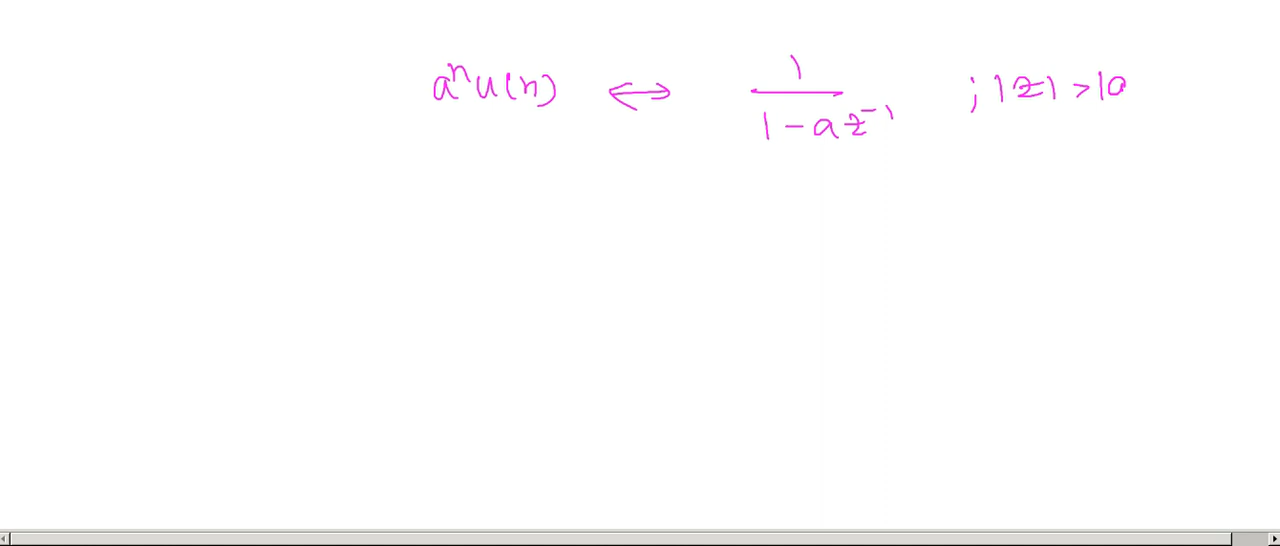 aⁿu(n) ⟷ 1/(1 - az⁻¹) ; |z| > |a